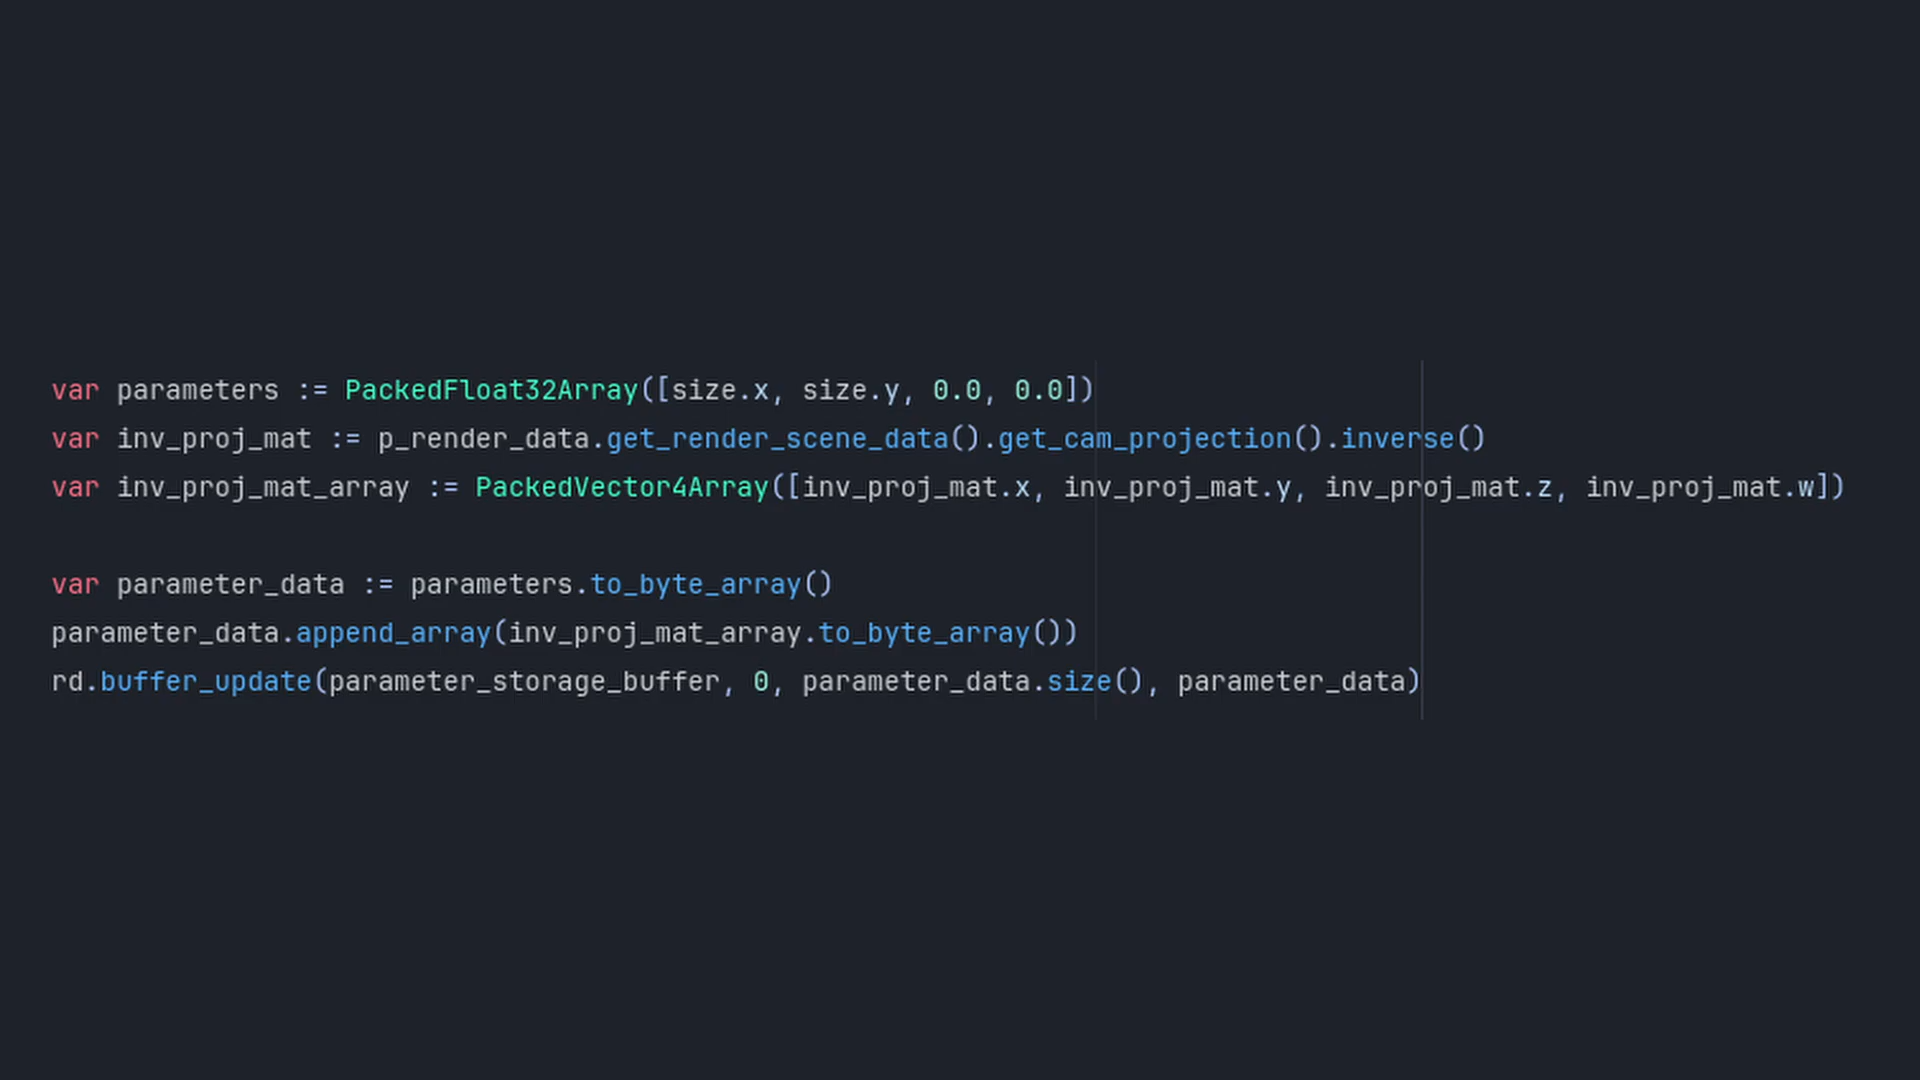 var parameters := PackedFloat32Array([size.x, size.y, 0.0, 0.0])
var inv_proj_mat := p_render_data.get_render_scene_data().get_cam_projection().inverse()
var inv_proj_mat_array := PackedVector4Array([inv_proj_mat.x, inv_proj_mat.y, inv_proj_mat.z, inv_proj_mat.w])
var parameter_data := parameters.to_byte_array()
parameter_data.append_array(inv_proj_mat_array.to_byte_array())
rd.buffer_update(parameter_storage_buffer, 0, parameter_data.size(), parameter_data)